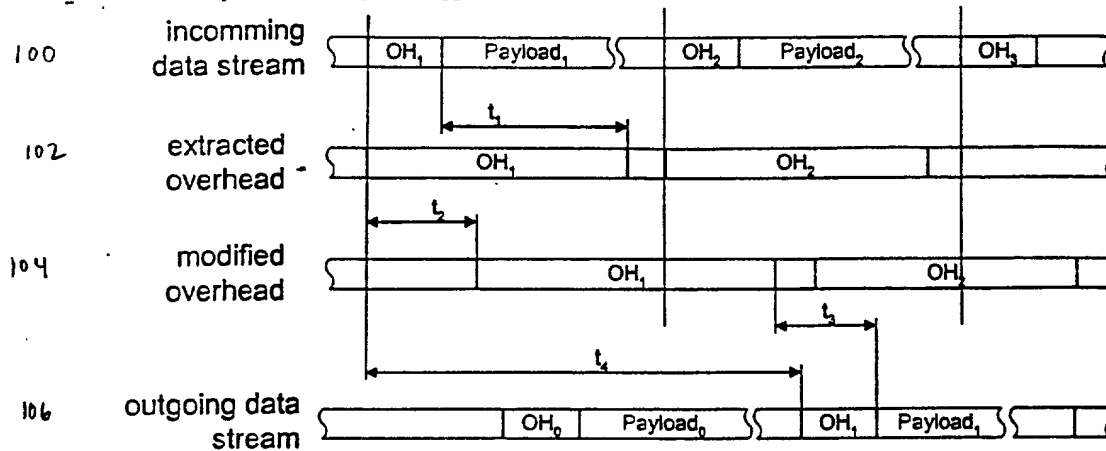 100 incomming data stream OH₁ Payload₁ OH₂ Payload₂ OH₃
t₁
102 extracted overhead OH₁ OH₂
t₂
104 modified overhead OH₁ OH₂
t₃
t₄
106 outgoing data stream OH₀ Payload₀ OH₁ Payload₁